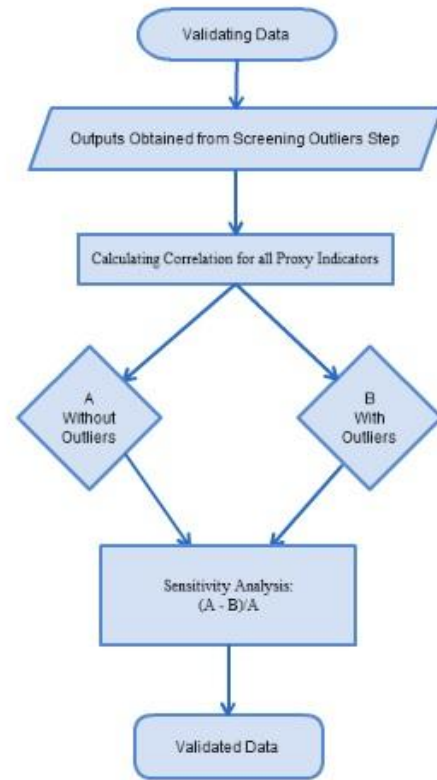 Validating Data
Outputs Obtained from Screening Outliers Step
Calculating Correlation for all Proxy Indicators
A
Without
Outliers
B
With
Outliers
Sensitivity Analysis:
(A - B)/A
Validated Data